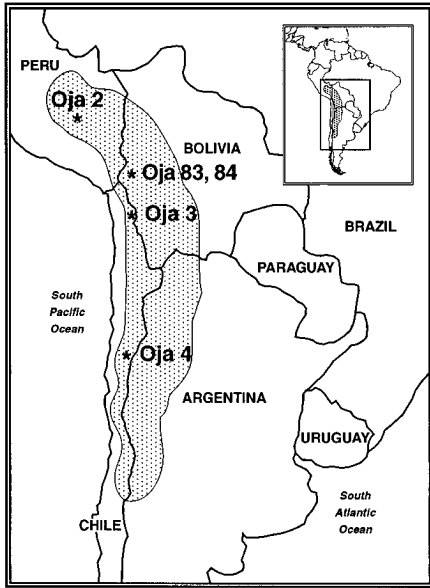 PERU
Oja 2
*
BOLIVIA
* Oja 83, 84
* Oja 3
BRAZIL
PARAGUAY
South
Pacific
Ocean
* Oja 4
ARGENTINA
URUGUAY
South
Atlantic
Ocean
CHILE